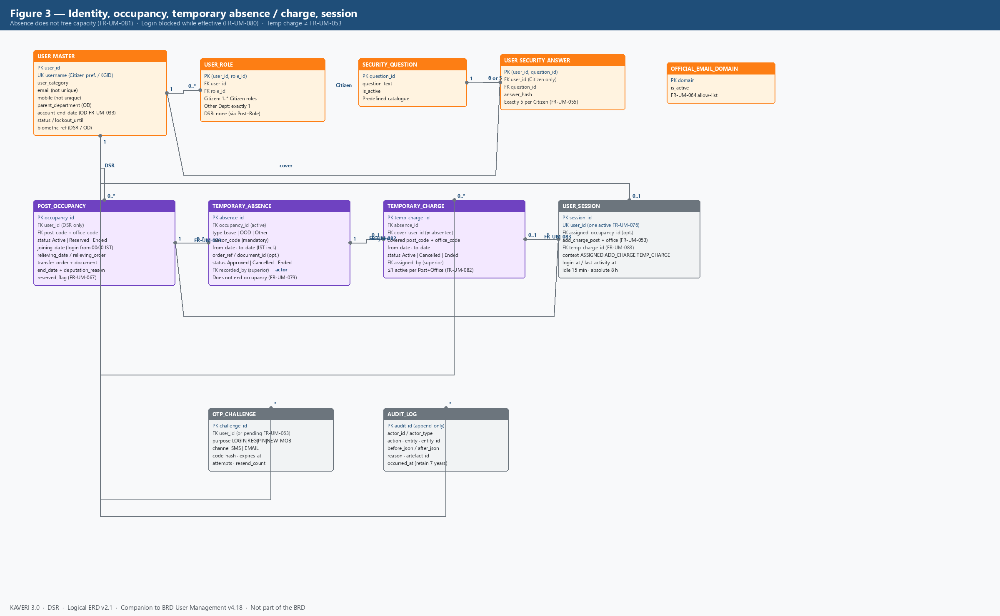 Figure 3 — Identity, occupancy, temporary absence / charge, session
Absence does not free capacity (FR-UM-081) · Login blocked while effective (FR-UM-080) · Temp charge ≠ FR-UM-053
USER_MASTER
PK user_id
UK username (Citizen pref. / KGID)
user_category
email (not unique)
mobile (not unique)
parent_department (OD)
account_end_date (OD FR-UM-033)
status / lockout_until
biometric_ref (DSR / OD)
1
0..*
USER_ROLE
PK (user_id, role_id)
FK user_id
FK role_id
Citizen: 1..* Citizen roles
Other Dept: exactly 1
DSR: none (via Post–Role)
Citizen
SECURITY_QUESTION
PK question_id
question_text
is_active
Predefined catalogue
1
*
0 or 5
USER_SECURITY_ANSWER
PK (user_id, question_id)
FK user_id (Citizen only)
FK question_id
answer_hash
Exactly 5 per Citizen (FR-UM-055)
OFFICIAL_EMAIL_DOMAIN
PK domain
is_active
FR-UM-064 allow-list
1
DSR
cover
0..*
0..*
0..1
POST_OCCUPANCY
PK occupancy_id
FK user_id (DSR only)
FK post_code + office_code
status Active | Reserved | Ended
joining_date (login from 00:00 IST)
relieving_date / relieving_order
transfer_order + document
end_date + deputation_reason
reserved_flag (FR-UM-067)
1
0..*
FR-UM-079
TEMPORARY_ABSENCE
PK absence_id
FK occupancy_id (active)
type Leave | OOD | Other
reason_code (mandatory)
from_date · to_date (IST incl.)
order_ref / document_id (opt.)
status Approved | Cancelled | Ended
FK recorded_by (superior)
actor
Does not end occupancy (FR-UM-079)
1
0..1
FR-UM-082
TEMPORARY_CHARGE
PK temp_charge_id
FK absence_id
FK cover_user_id (≠ absentee)
covered post_code + office_code
from_date · to_date
status Active | Cancelled | Ended
FK assigned_by (superior)
≤1 active per Post+Office (FR-UM-082)
0..1
*
FR-UM-083
USER_SESSION
PK session_id
UK user_id (one active FR-UM-076)
FK assigned_occupancy_id (opt.)
add_charge_post + office (FR-UM-053)
FK temp_charge_id (FR-UM-083)
context ASSIGNED|ADD_CHARGE|TEMP_CHARGE
login_at / last_activity_at
idle 15 min · absolute 8 h
*
*
OTP_CHALLENGE
PK challenge_id
FK user_id (or pending FR-UM-063)
purpose LOGIN|REG|PIN|NEW_MOB
channel SMS | EMAIL
code_hash · expires_at
attempts · resend_count
AUDIT_LOG
PK audit_id (append-only)
actor_id / actor_type
action · entity · entity_id
before_json / after_json
reason · artefact_id
occurred_at (retain 7 years)
KAVERI 3.0 · DSR · Logical ERD v2.1 · Companion to BRD User Management v4.18 · Not part of the BRD